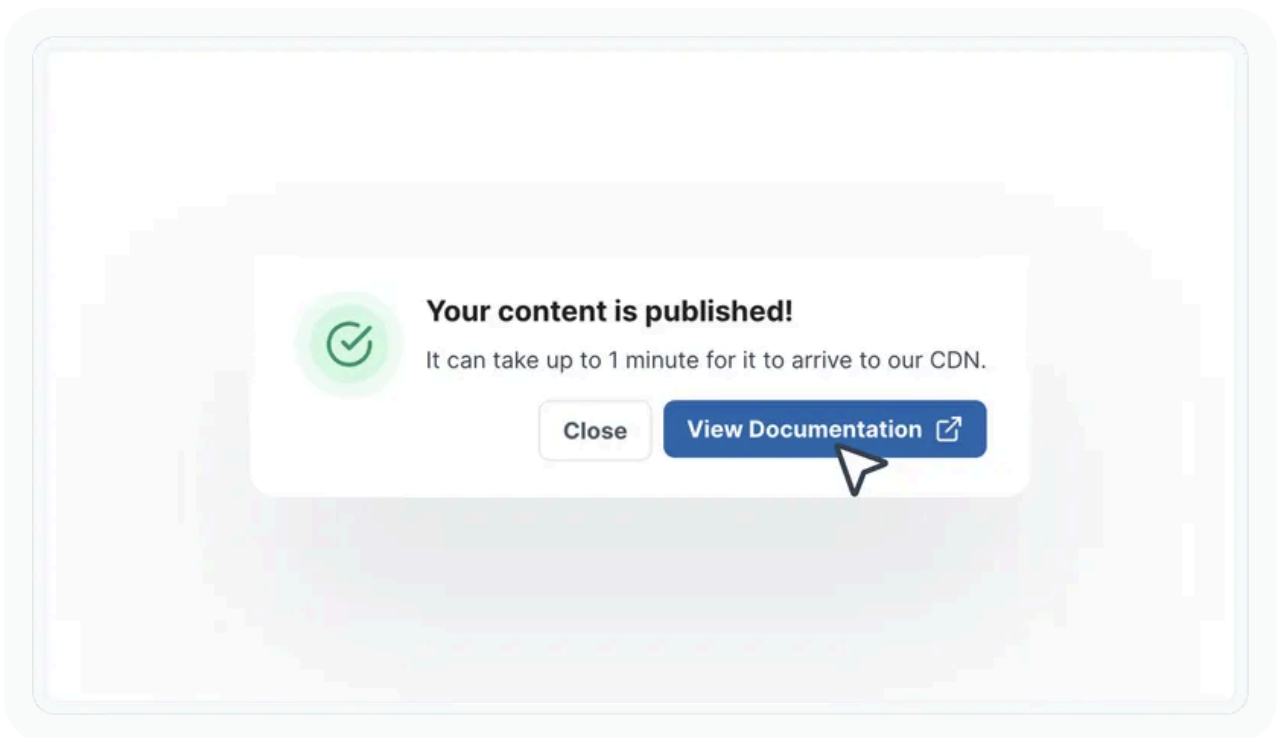 Your content is published!
It can take up to 1 minute for it to arrive to our CDN.
Close
View Documentation